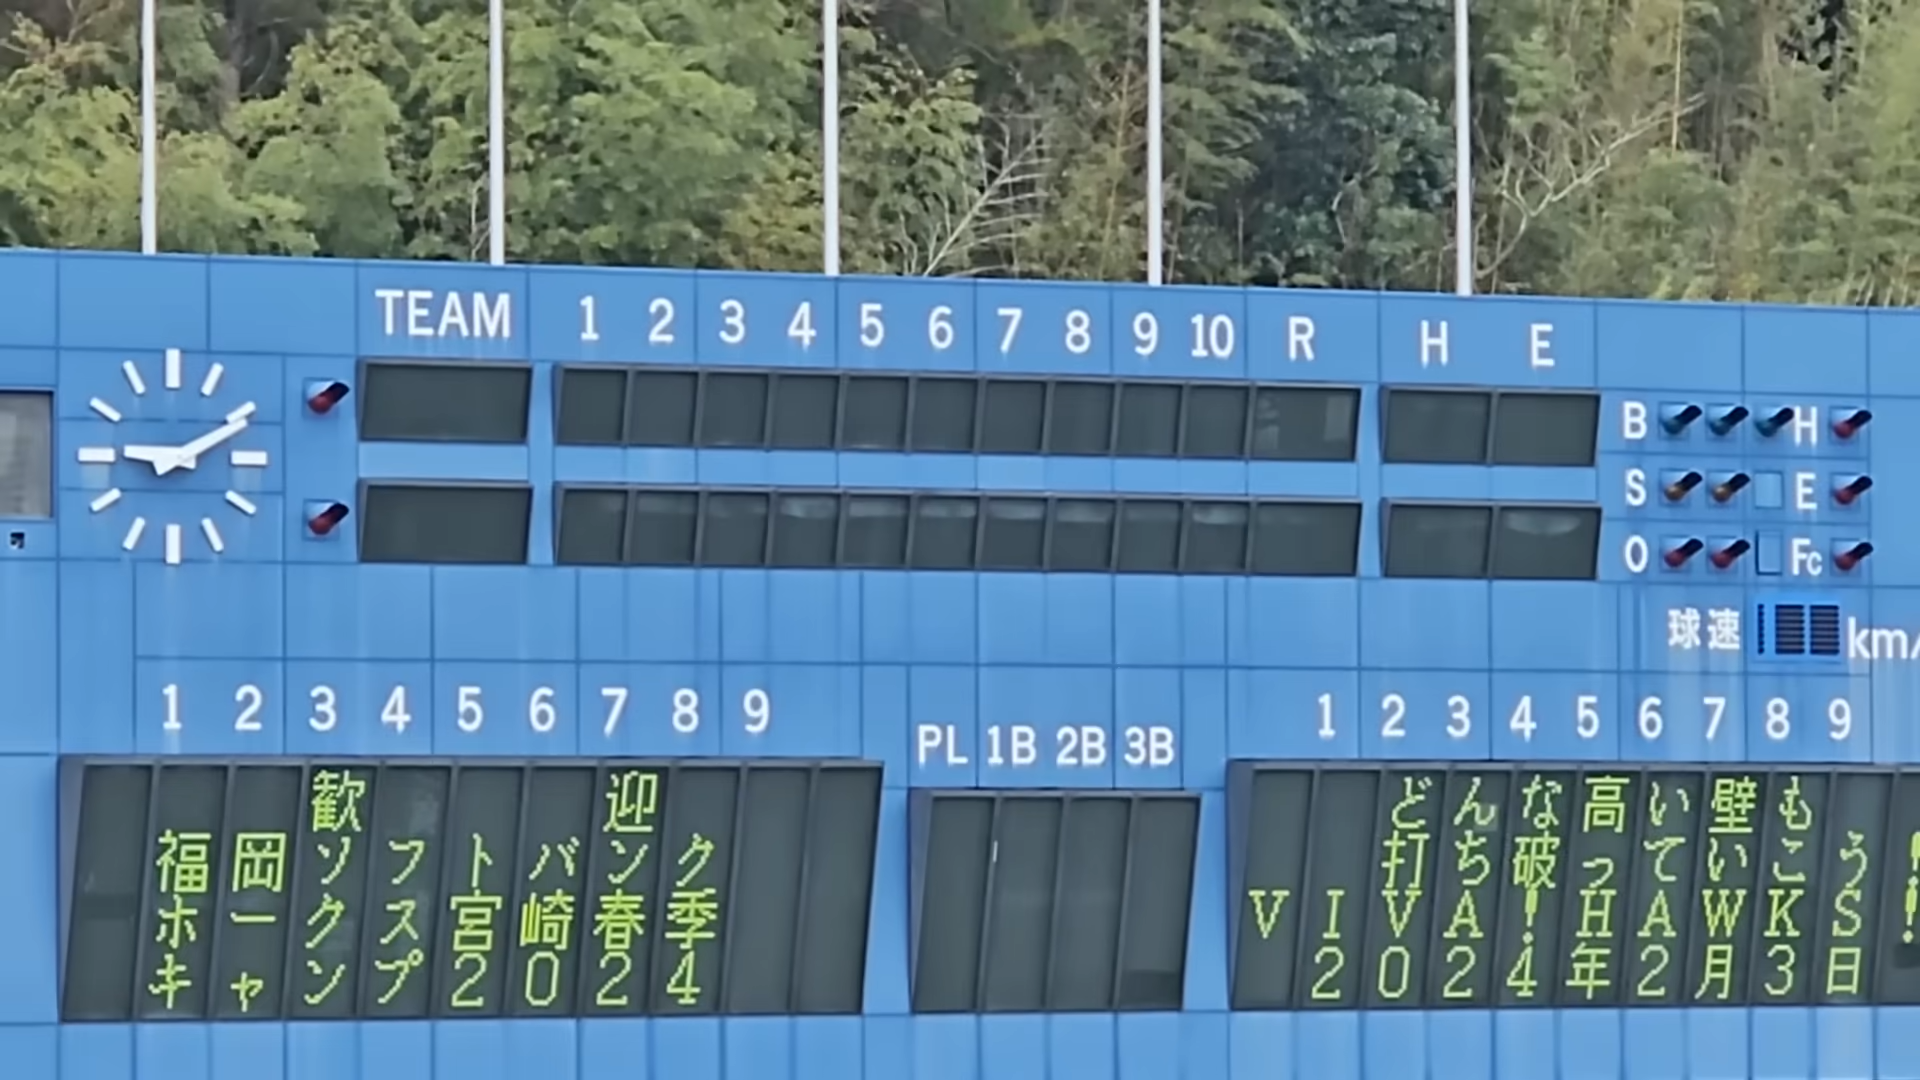 TEAM 1 2 3 4 5 6 7 8 9 10 R H E
B H
S E
O Fc
球速 km/
1 2 3 4 5 6 7 8 9
歓迎
福岡ソフトバンク
ホークス宮崎春季
キャンプ2024
PL 1B 2B 3B
1 2 3 4 5 6 7 8 9
どんな高い壁も
打ち破っていこう!
VIVA!HAWKS!
2024年2月3日